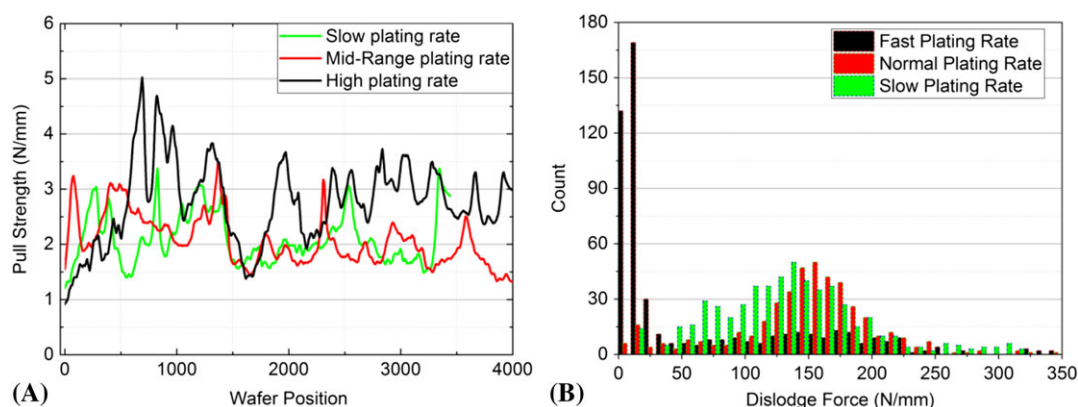 6
5
4
3
2
1
0
Pull Strength (N/mm)
Slow plating rate
Mid-Range plating rate
High plating rate
0 1000 2000 3000 4000
Wafer Position
(A)
180
150
120
90
60
30
0
Count
Fast Plating Rate
Normal Plating Rate
Slow Plating Rate
0 50 100 150 200 250 300 350
Dislodge Force (N/mm)
(B)